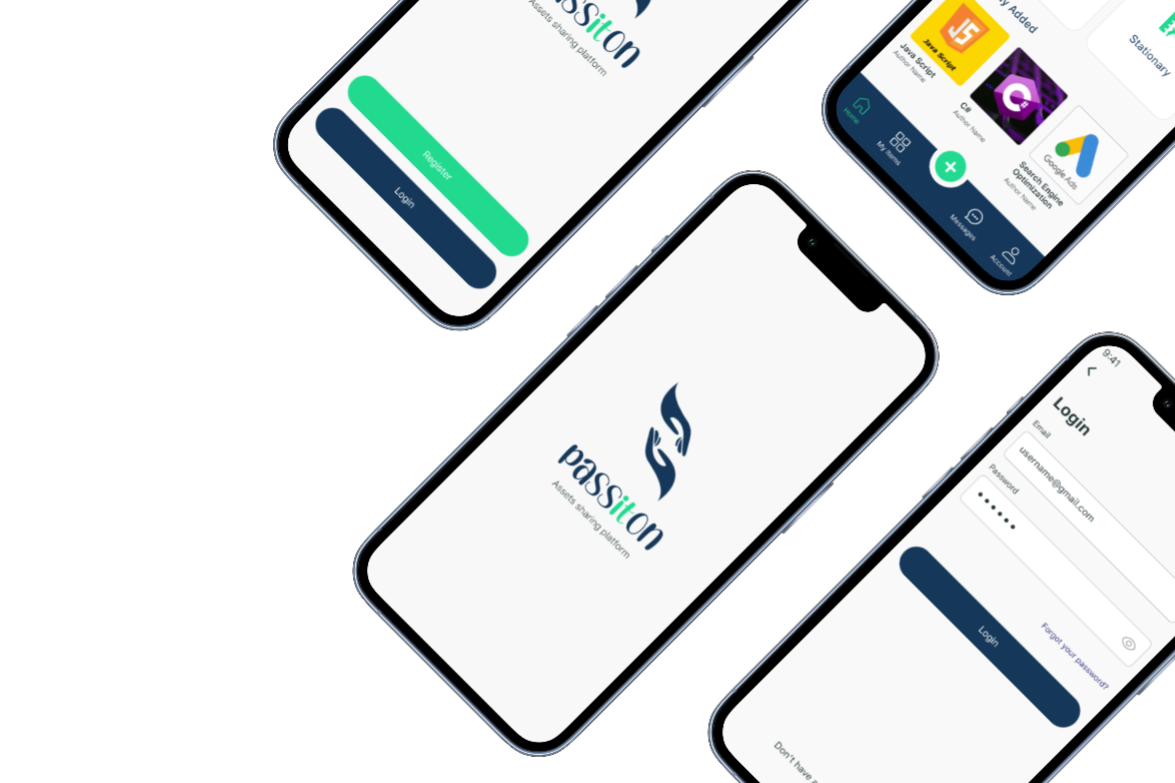 passiton
Assets sharing platform
Register
Login
Added
Stationary
JS
Java Script
Java Script
Author Name
C#
C#
Author Name
Google Ads
Search Engine
Optimization
Author Name
Home
My Items
Messages
Account
passiton
Assets sharing platform
9:41
Login
Email
username@gmail.com
Password
Forgot your password?
Login
Don't have